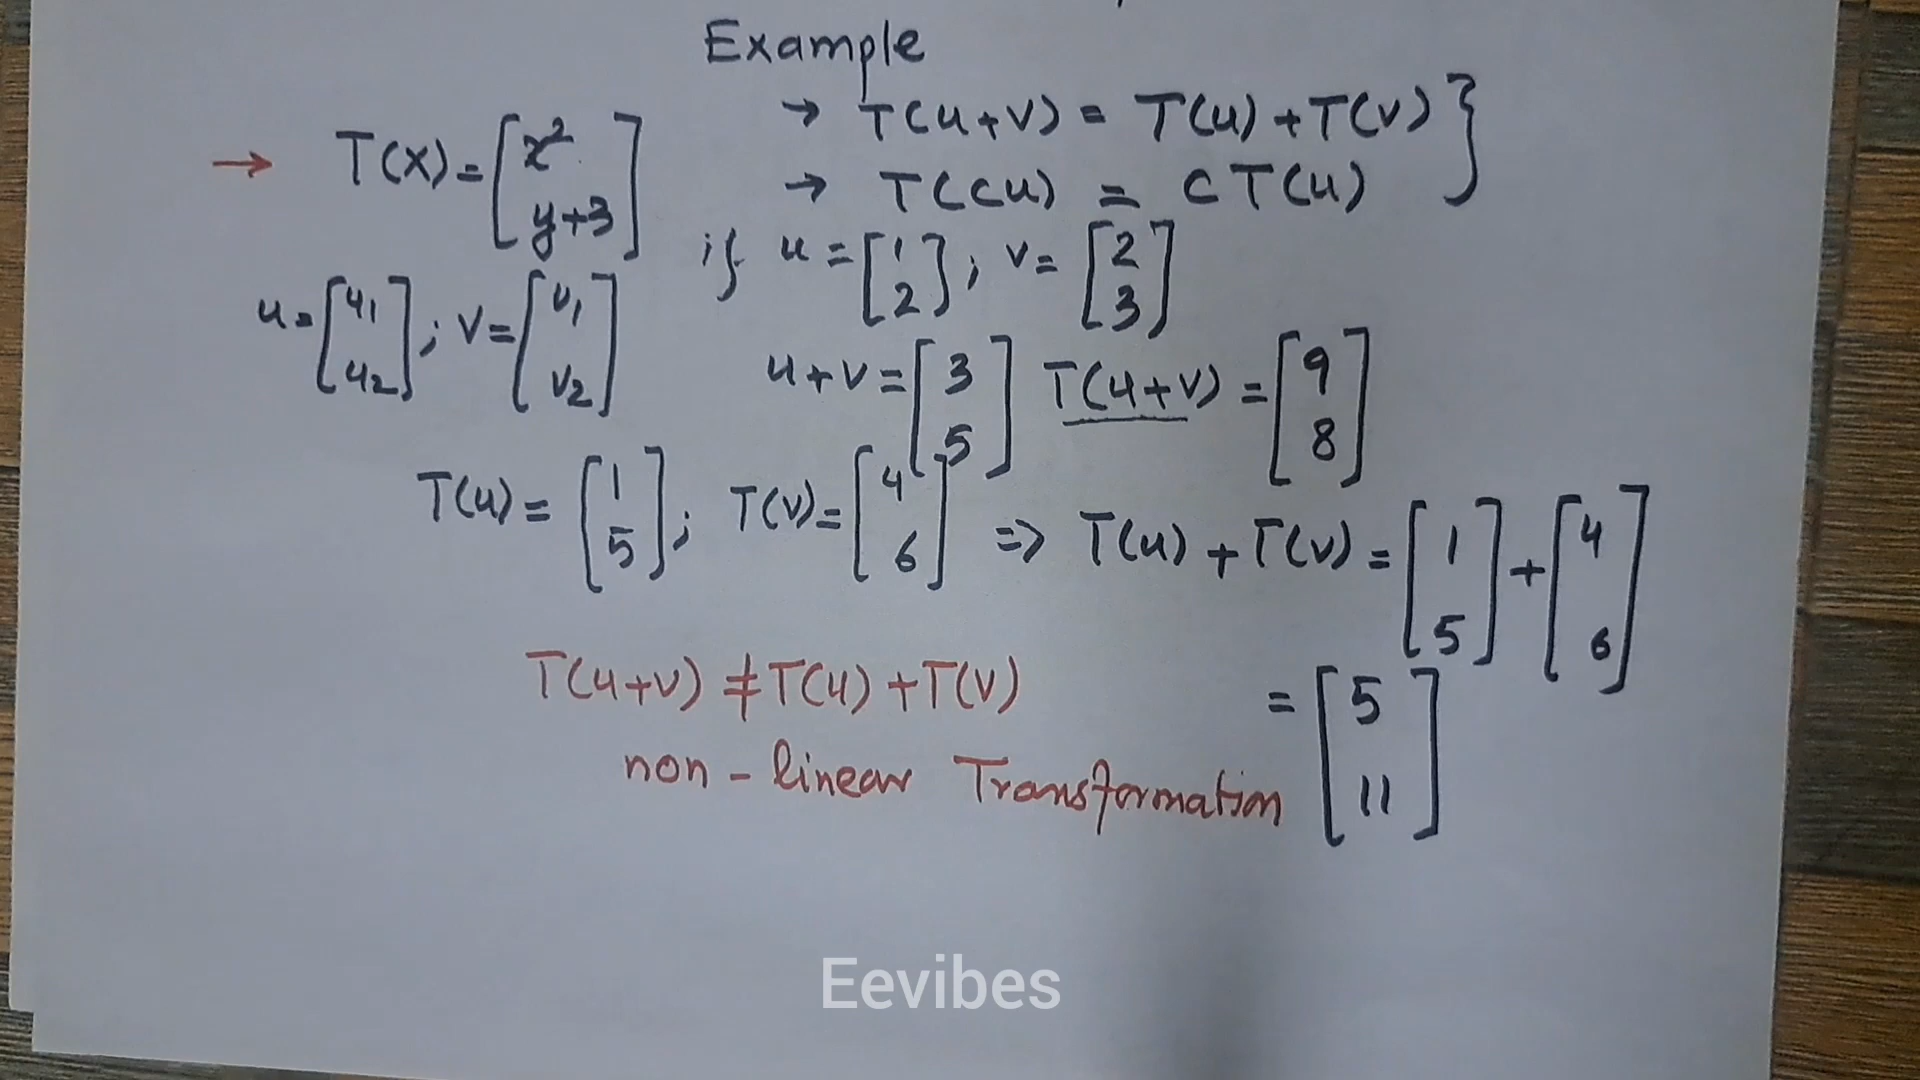 Example
→ T(u+v) = T(u)+T(v) }
→ T(x) = [x² y+3]
→ T(cu) = cT(u)
if u = [1 2]; v = [2 3]
u = [u1 u2]; v = [v1 v2]
u+v = [3 5] T(u+v) = [9 8]
T(u) = [1 5]; T(v) = [4 6] => T(u) + T(v) = [1 5] + [4 6]
T(u+v) ≠ T(u)+T(v)
= [5 11]
non-linear Transformation
Eevibes